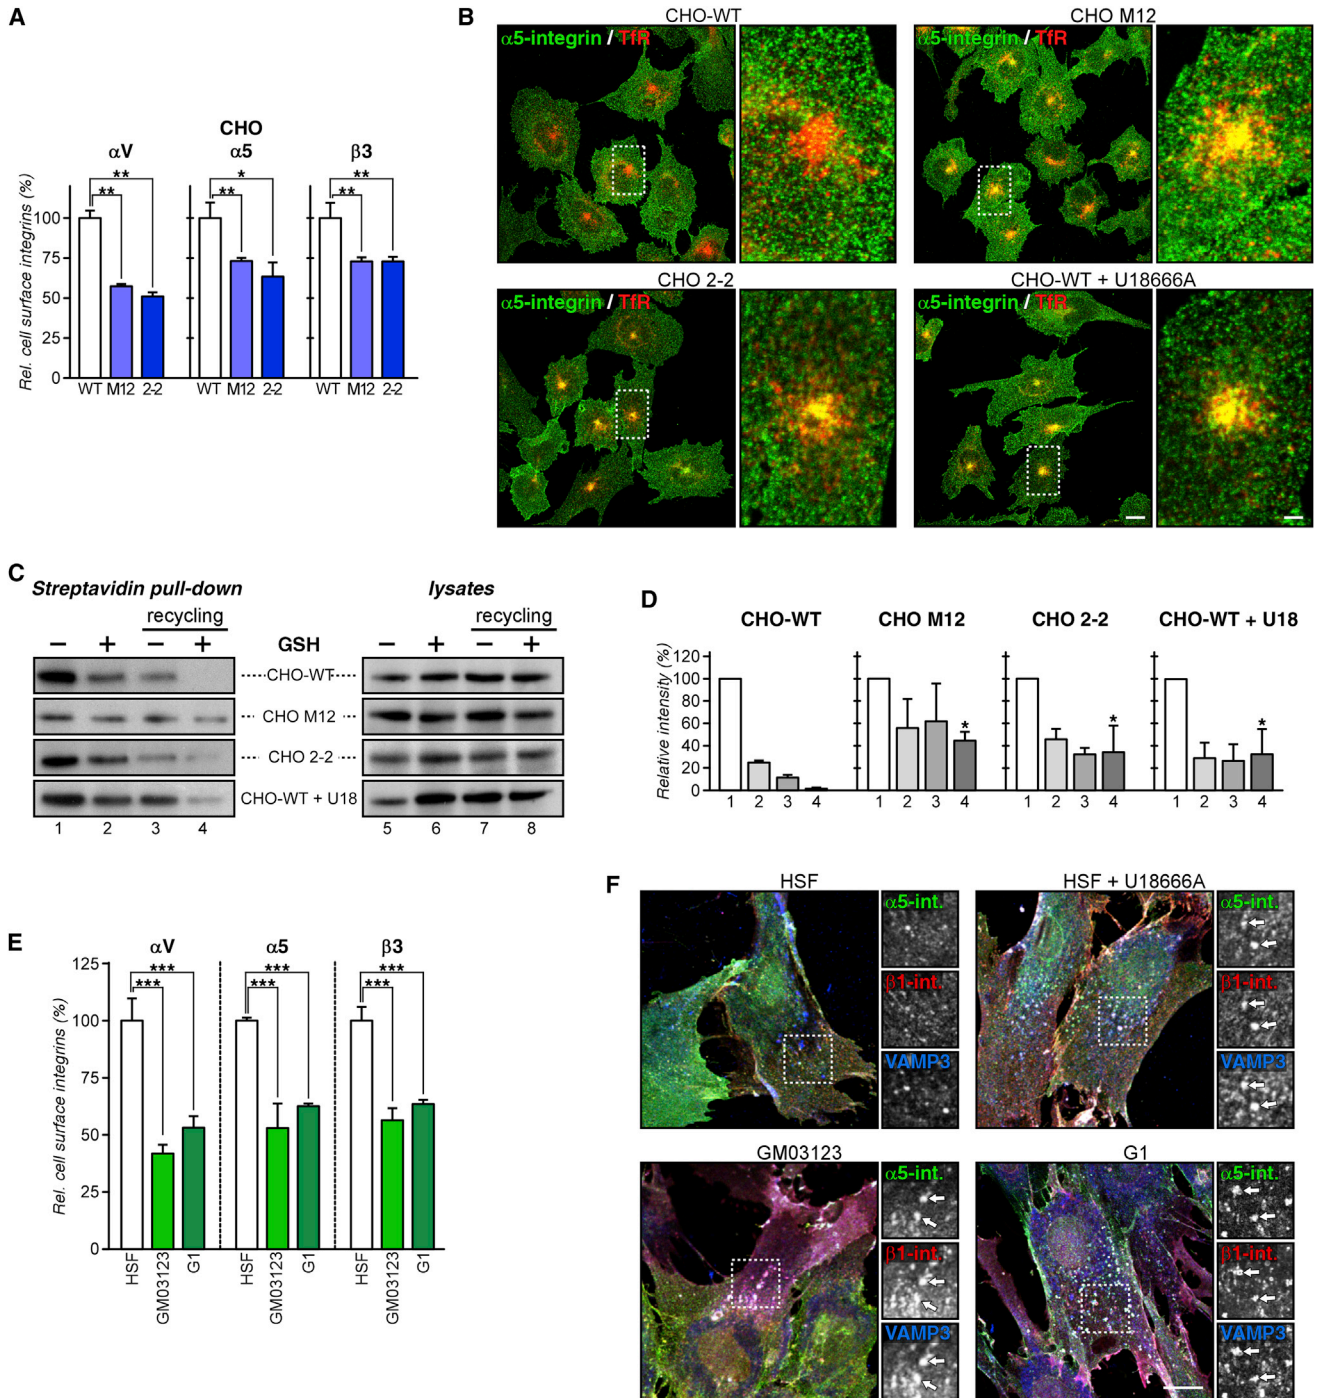 A
CHO
αV α5 β3
Rel. cell surface integrins (%)
100
75
50
25
0
** ** ** * ** **
WT M12 2-2 WT M12 2-2 WT M12 2-2
B
CHO-WT
α5-integrin / TfR
CHO M12
α5-integrin / TfR
CHO 2-2
α5-integrin / TfR
CHO-WT + U18666A
α5-integrin / TfR
C
Streptavidin pull-down lysates
recycling recycling
− + − + GSH − + − +
CHO-WT
CHO M12
CHO 2-2
CHO-WT + U18
1 2 3 4 5 6 7 8
D
CHO-WT CHO M12 CHO 2-2 CHO-WT + U18
Relative intensity (%)
120
100
80
60
40
20
0
* * *
1 2 3 4 1 2 3 4 1 2 3 4 1 2 3 4
E
αV α5 β3
Rel. cell surface integrins (%)
125
100
75
50
25
0
*** *** *** *** *** ***
HSF GM03123 G1 HSF GM03123 G1 HSF GM03123 G1
F
HSF
α5-int.
β1-int.
VAMP3
HSF + U18666A
α5-int.
β1-int.
VAMP3
GM03123
α5-int.
β1-int.
VAMP3
G1
α5-int.
β1-int.
VAMP3